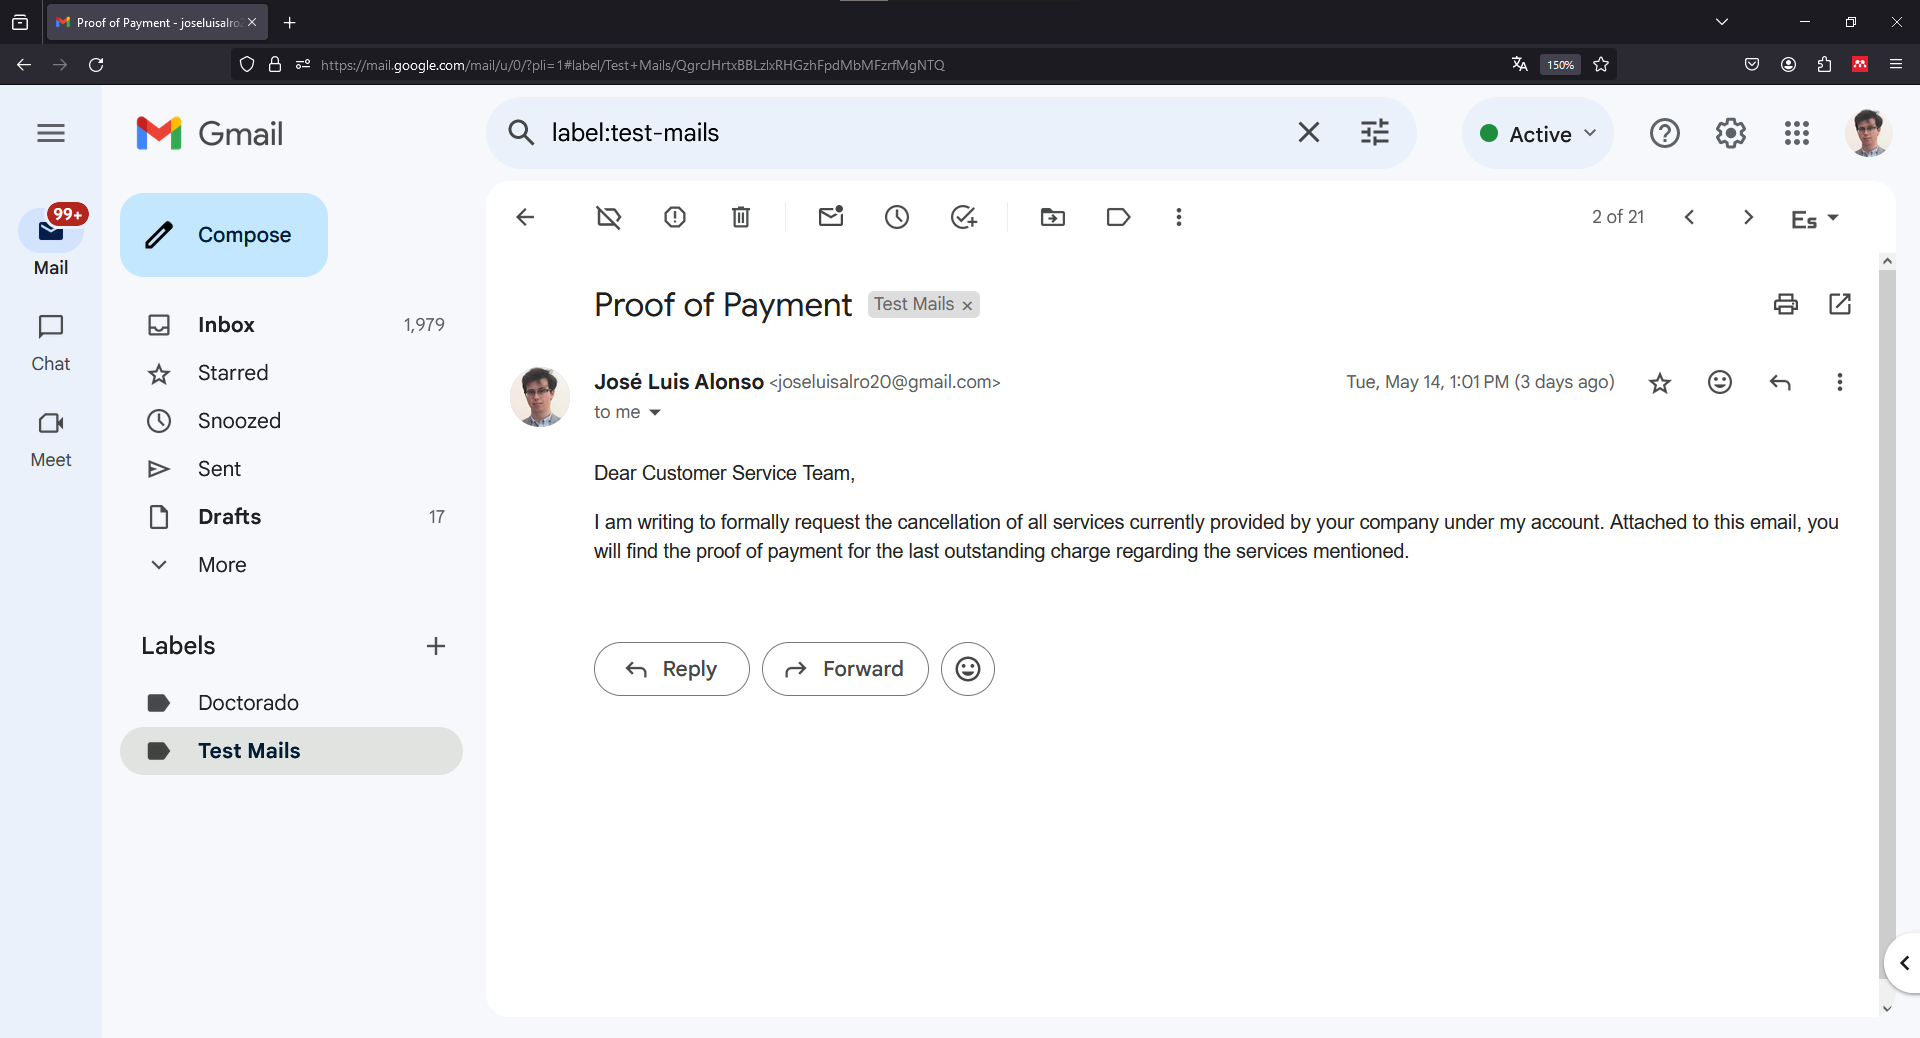 Proof of Payment - joseluisalro
https://mail.google.com/mail/u/0/?pli=1#label/Test+Mails/QgrcJHrtxBBLzlxRHGzhFpdMbMFzrfMgNTQ
150%
Gmail
label:test-mails
Active
99+
Mail
Chat
Meet
Compose
Inbox 1,979
Starred
Snoozed
Sent
Drafts 17
More
Labels
Doctorado
Test Mails
2 of 21
Es
Proof of Payment Test Mails
José Luis Alonso <joseluisalro20@gmail.com>
Tue, May 14, 1:01 PM (3 days ago)
to me
Dear Customer Service Team,
I am writing to formally request the cancellation of all services currently provided by your company under my account. Attached to this email, you
will find the proof of payment for the last outstanding charge regarding the services mentioned.
Reply
Forward